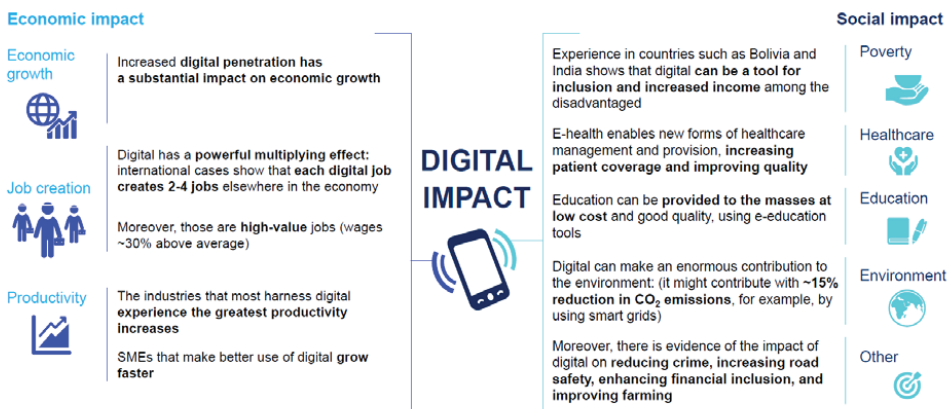 Economic impact
Economic
growth
Increased digital penetration has
a substantial impact on economic growth
Job creation
Digital has a powerful multiplying effect:
international cases show that each digital job
creates 2-4 jobs elsewhere in the economy
Moreover, those are high-value jobs (wages
~30% above average)
Productivity
The industries that most harness digital
experience the greatest productivity
increases
SMEs that make better use of digital grow
faster
DIGITAL
IMPACT
Social impact
Experience in countries such as Bolivia and
India shows that digital can be a tool for
inclusion and increased income among the
disadvantaged
Poverty
E-health enables new forms of healthcare
management and provision, increasing
patient coverage and improving quality
Healthcare
Education can be provided to the masses at
low cost and good quality, using e-education
tools
Education
Digital can make an enormous contribution to
the environment: (it might contribute with ~15%
reduction in CO₂ emissions, for example, by
using smart grids)
Environment
Moreover, there is evidence of the impact of
digital on reducing crime, increasing road
safety, enhancing financial inclusion, and
improving farming
Other